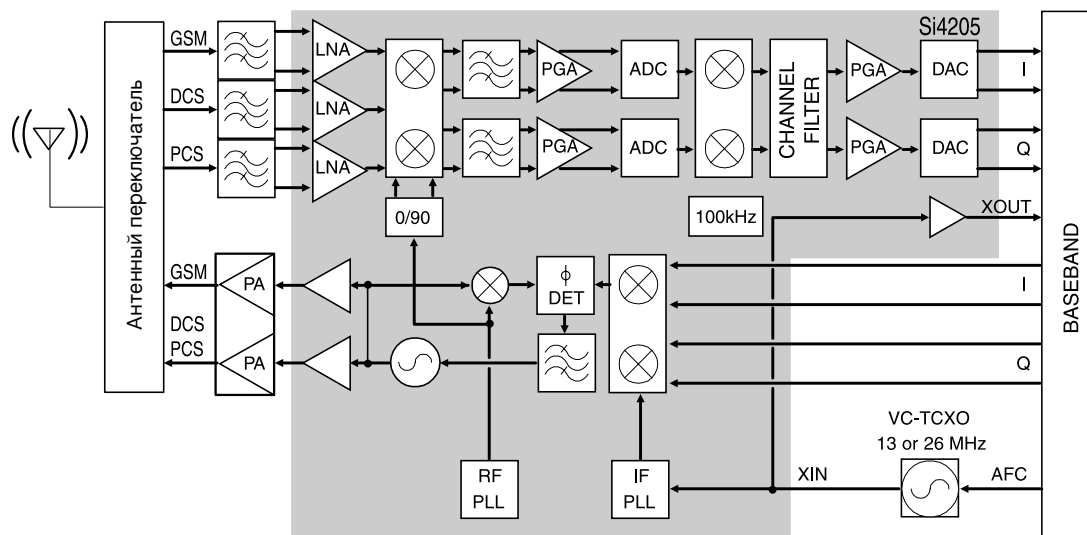 Si4205
GSM
DCS
PCS
LNA
LNA
LNA
PGA
PGA
ADC
ADC
CHANNEL
FILTER
PGA
PGA
DAC
DAC
I
Q
0/90
100kHz
XOUT
Антенный переключатель
BASEBAND
GSM
DCS
PCS
PA
PA
ϕ
DET
I
Q
RF
PLL
IF
PLL
VC-TCXO
13 or 26 MHz
XIN
AFC